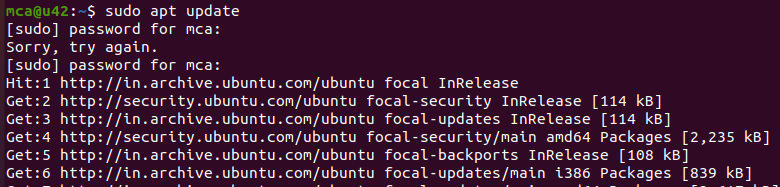 mca@u42:~$ sudo apt update
[sudo] password for mca:
Sorry, try again.
[sudo] password for mca:
Hit:1 http://in.archive.ubuntu.com/ubuntu focal InRelease
Get:2 http://security.ubuntu.com/ubuntu focal-security InRelease [114 kB]
Get:3 http://in.archive.ubuntu.com/ubuntu focal-updates InRelease [114 kB]
Get:4 http://security.ubuntu.com/ubuntu focal-security/main amd64 Packages [2,235 kB]
Get:5 http://in.archive.ubuntu.com/ubuntu focal-backports InRelease [108 kB]
Get:6 http://in.archive.ubuntu.com/ubuntu focal-updates/main i386 Packages [839 kB]